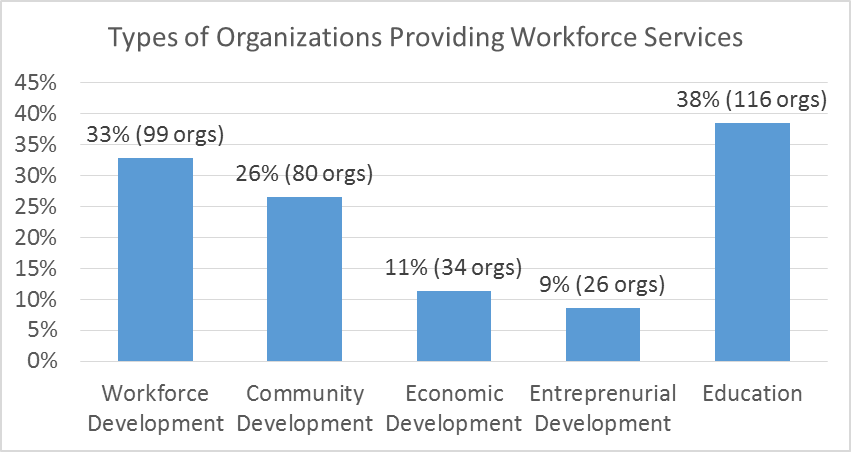 Types of Organizations Providing Workforce Services
45%
40%
35%
30%
25%
20%
15%
10%
5%
0%
33% (99 orgs)
26% (80 orgs)
11% (34 orgs)
9% (26 orgs)
38% (116 orgs)
Workforce
Development
Community
Development
Economic
Development
Entreprenurial
Development
Education